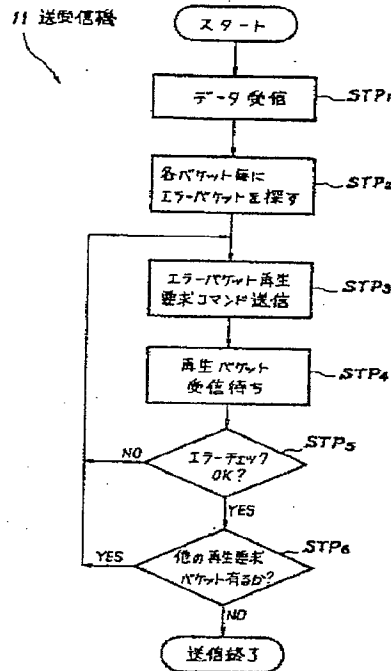 11 送受信機
スタート
データ受信
STP1
各パケット毎に
エラーパケットを探す
STP2
エラーパケット再生
要求コマンド送信
STP3
再生パケット
受信待ち
STP4
エラーチェック
OK?
STP5
NO
YES
他の再生要求
パケット有るか?
STP6
YES
NO
送信終了